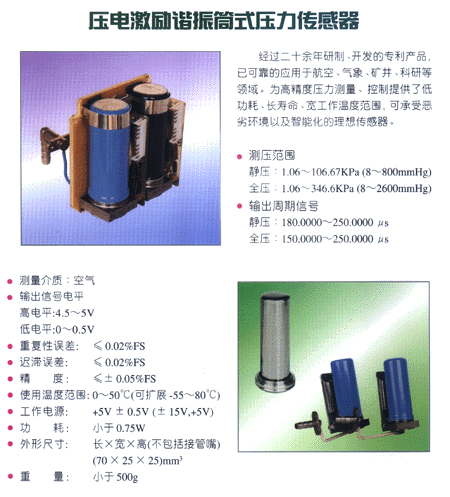 压电激励谐振筒式压力传感器
经过二十余年研制、开发的专利产品,
已可靠的应用于航空、气象、矿井、科研等
领域。为高精度压力测量、控制提供了低
功耗、长寿命、宽工作温度范围,可承受恶
劣环境以及智能化的理想传感器。
● 测压范围
静压:1.06～106.67KPa (8～800mmHg)
全压:1.06～346.6KPa (8～2600mmHg)
● 输出周期信号
静压:180.0000～250.0000 μs
全压:150.0000～250.0000 μs
● 测量介质:空气
● 输出信号电平
高电平:4.5～5V
低电平:0～0.5V
● 重复性误差: ≤0.02%FS
● 迟滞误差: ≤0.02%FS
● 精 度: ≤±0.05%FS
● 使用温度范围:0～50℃(可扩展-55～80℃)
● 工作电源: +5V ± 0.5V (± 15V,+5V)
● 功 耗: 小于0.75W
● 外形尺寸: 长×宽×高(不包括接管嘴)
(70 × 25 × 25)mm³
● 重 量: 小于500g